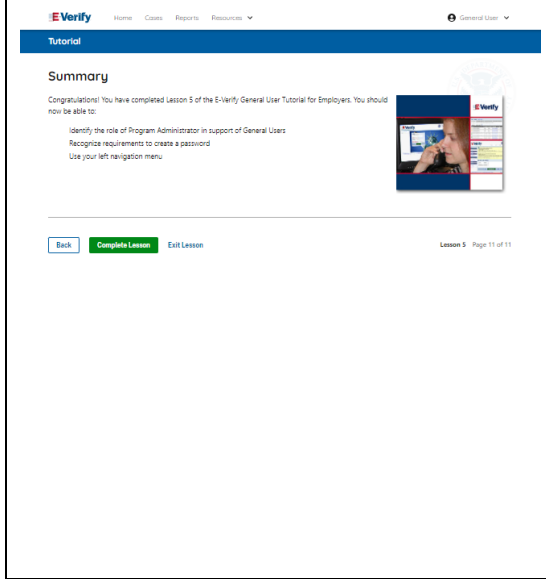 E-Verify Home Cases Reports Resources General User
Tutorial
Summary
Congratulations! You have completed Lesson 5 of the E-Verify General User Tutorial for Employers. You should
now be able to:
Identify the role of Program Administrator in support of General Users
Recognize requirements to create a password
Use your left navigation menu
E-Verify
Back Complete Lesson Exit Lesson Lesson 5 Page 11 of 11